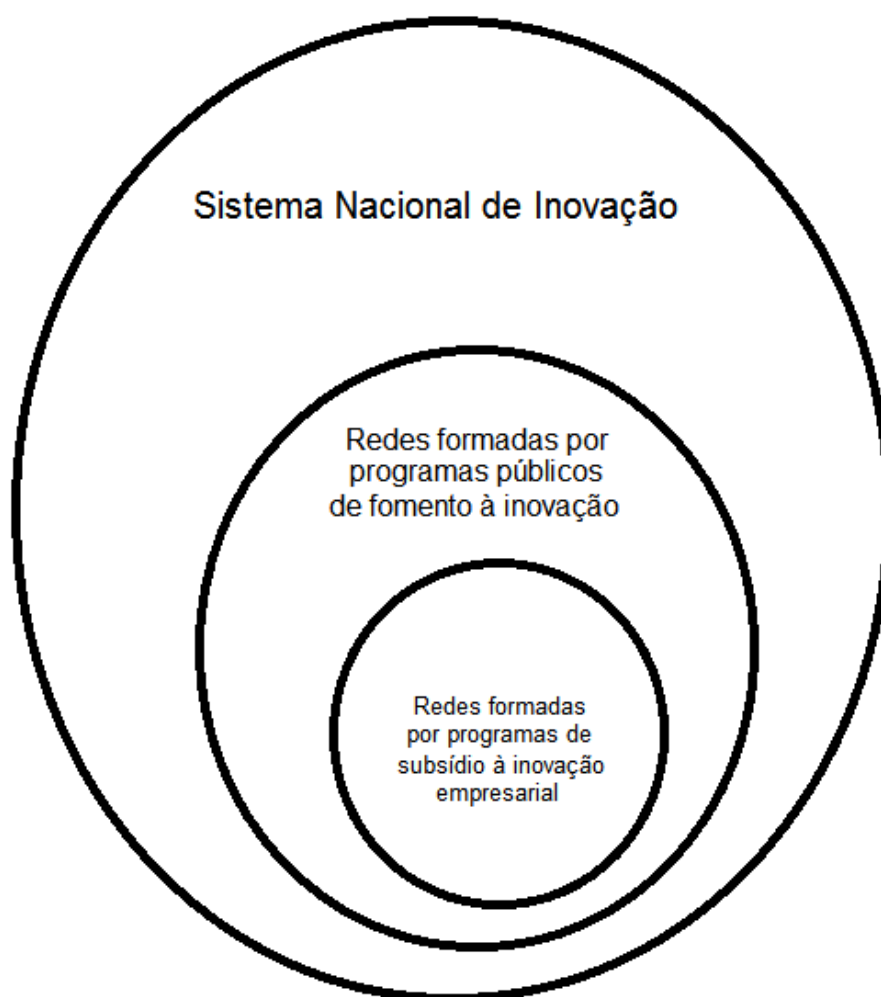 Sistema Nacional de Inovação
Redes formadas por
programas públicos
de fomento à inovação
Redes formadas
por programas de
subsídio à inovação
empresarial